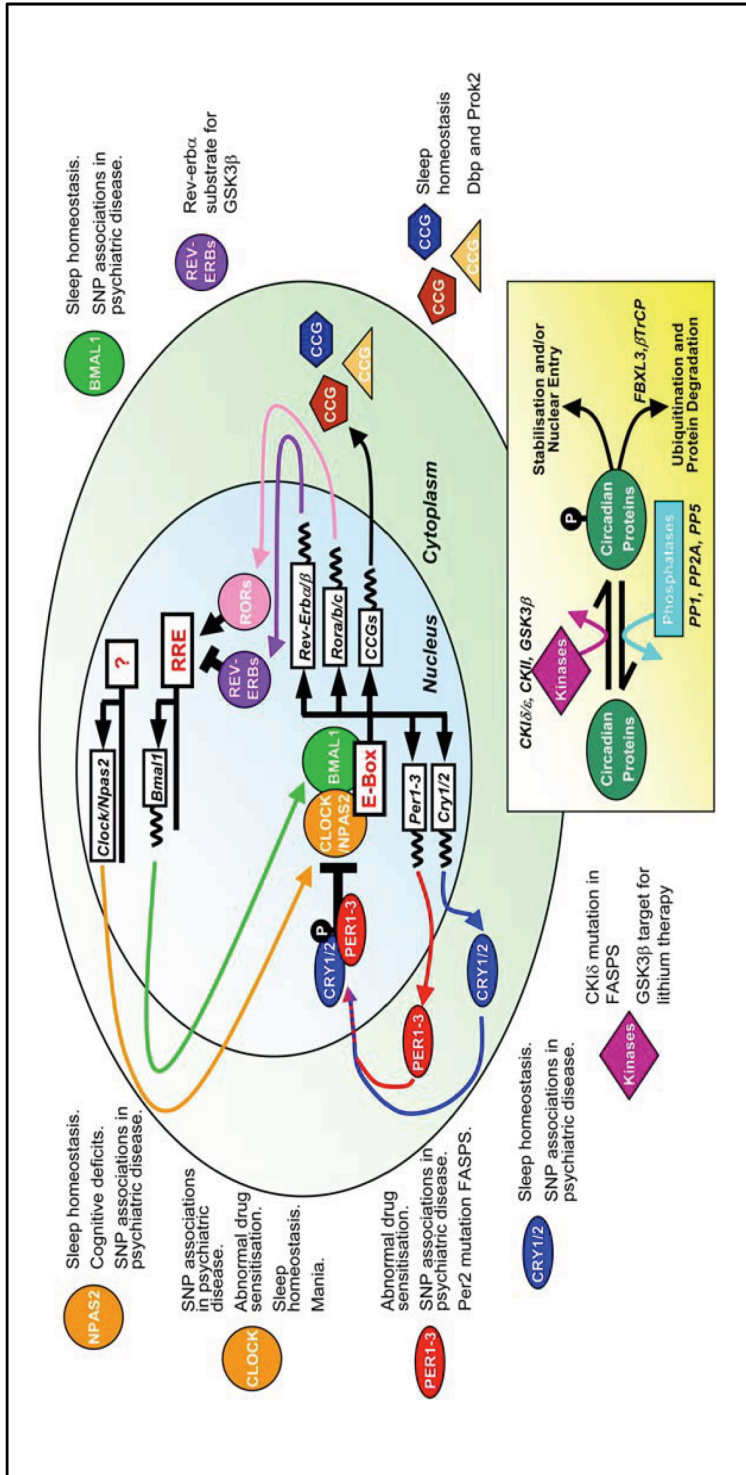 NPAS2
Sleep homeostasis.
Cognitive deficits.
SNP associations in
psychiatric disease.
SNP associations
in psychiatric
disease.
Abnormal drug
sensitisation.
Sleep
homeostasis.
Mania.
CLOCK
Abnormal drug
sensitisation.
SNP associations in
psychiatric disease.
Per2 mutation FASPS.
PER1-3
Sleep homeostasis.
SNP associations in
psychiatric disease.
CRY1/2
BMAL1
Sleep homeostasis.
SNP associations in
psychiatric disease.
REV-
ERBs
Rev-erbα
substrate for
GSK3β
CCG
CCG
CCG
Sleep
homeostasis
Dbp and Prok2
Kinases
CKIδ mutation in
FASPS
GSK3β target for
lithium therapy
Clock/Npas2
?
Bmal1
RRE
RORs
REV-
ERBs
CLOCK
/NPAS2
BMAL1
E-Box
P
CRY1/2
PER1-3
Rev-Erbα/β
Rora/b/c
CCGs
Per1-3
Cry1/2
CCG
CCG
CCG
PER1-3
CRY1/2
Nucleus
Cytoplasm
CKIδ/ε, CKII, GSK3β
Kinases
Circadian
Proteins
P
Circadian
Proteins
Phosphatases
PP1, PP2A, PP5
Stabilisation and/or
Nuclear Entry
FBXL3,βTrCP
Ubiquitination and
Protein Degradation